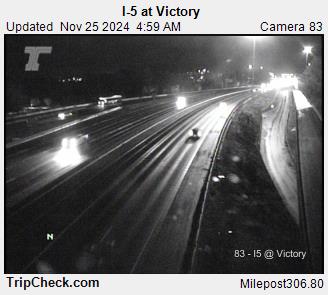 I-5 at Victory
Updated  Nov 25 2024  4:59 AM
Camera 83
T
N
83 - I5 @ Victory
TripCheck.com
Milepost306.80